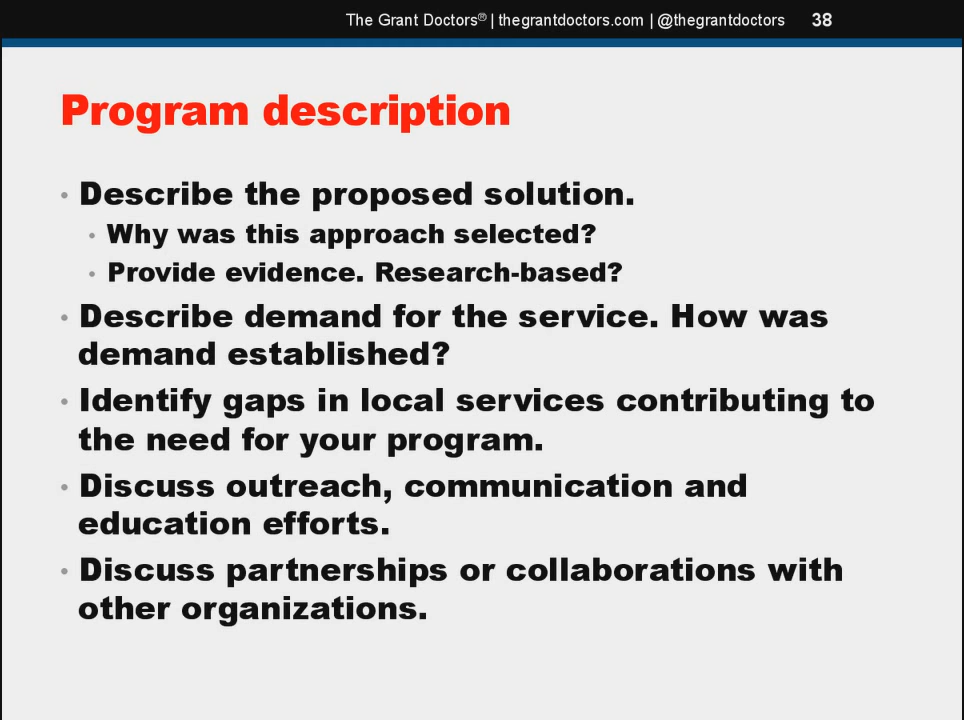 The Grant Doctors® | thegrantdoctors.com | @thegrantdoctors 38
Program description
• Describe the proposed solution.
• Why was this approach selected?
• Provide evidence. Research-based?
• Describe demand for the service. How was
demand established?
• Identify gaps in local services contributing to
the need for your program.
• Discuss outreach, communication and
education efforts.
• Discuss partnerships or collaborations with
other organizations.